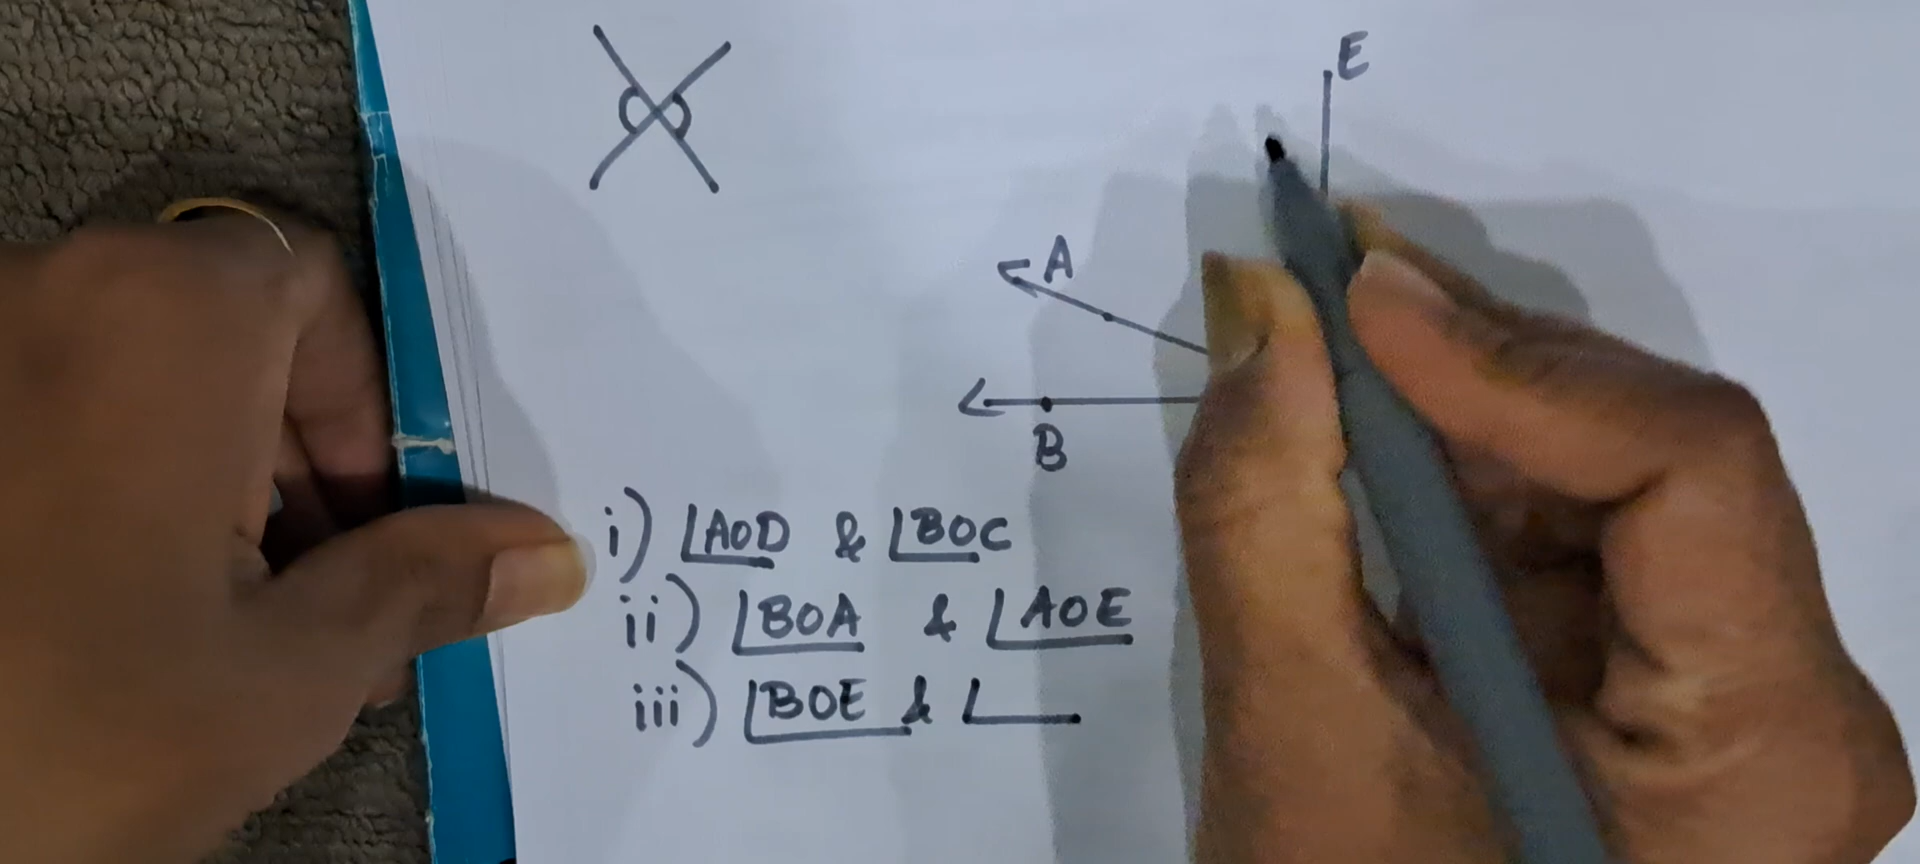 E
A
B
i) ∠AOD & ∠BOC
ii) ∠BOA & ∠AOE
iii) ∠BOE & ∠